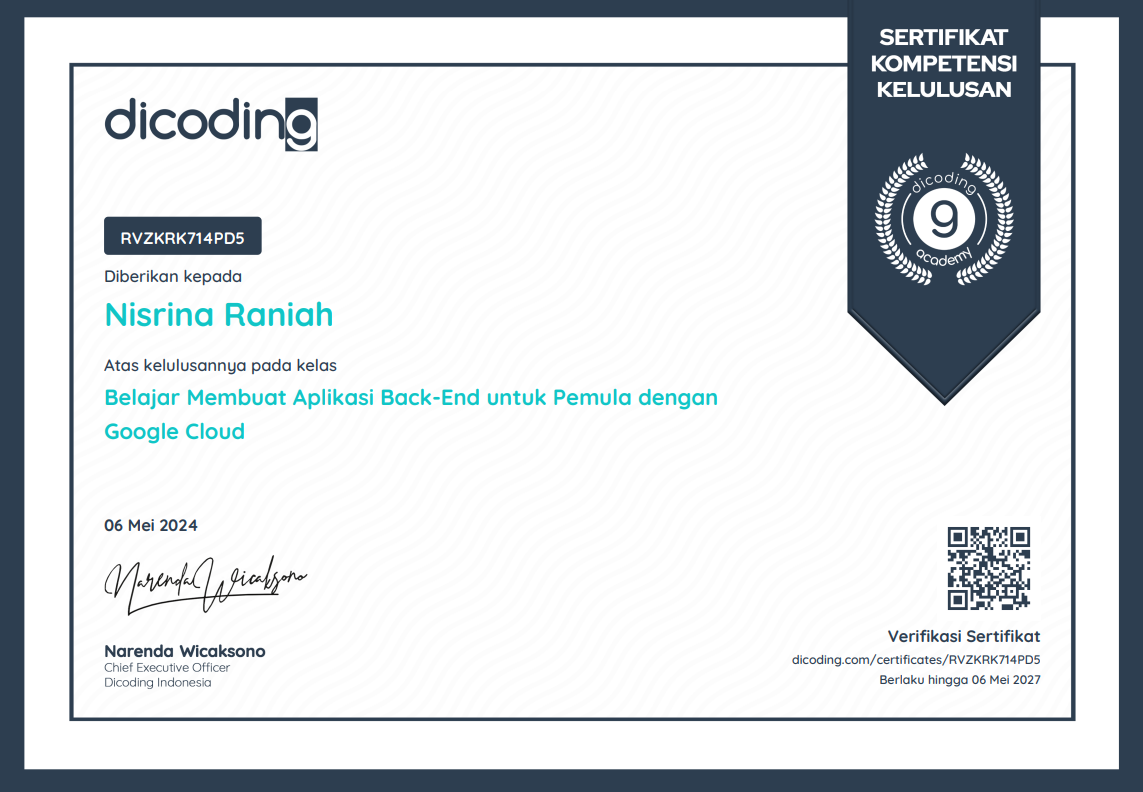 SERTIFIKAT
KOMPETENSI
KELULUSAN
dicoding
dicoding
g
academy
RVZKRK714PD5
Diberikan kepada
Nisrina Raniah
Atas kelulusannya pada kelas
Belajar Membuat Aplikasi Back-End untuk Pemula dengan
Google Cloud
06 Mei 2024
Narenda Wicaksono
Narenda Wicaksono
Chief Executive Officer
Dicoding Indonesia
Verifikasi Sertifikat
dicoding.com/certificates/RVZKRK714PD5
Berlaku hingga 06 Mei 2027